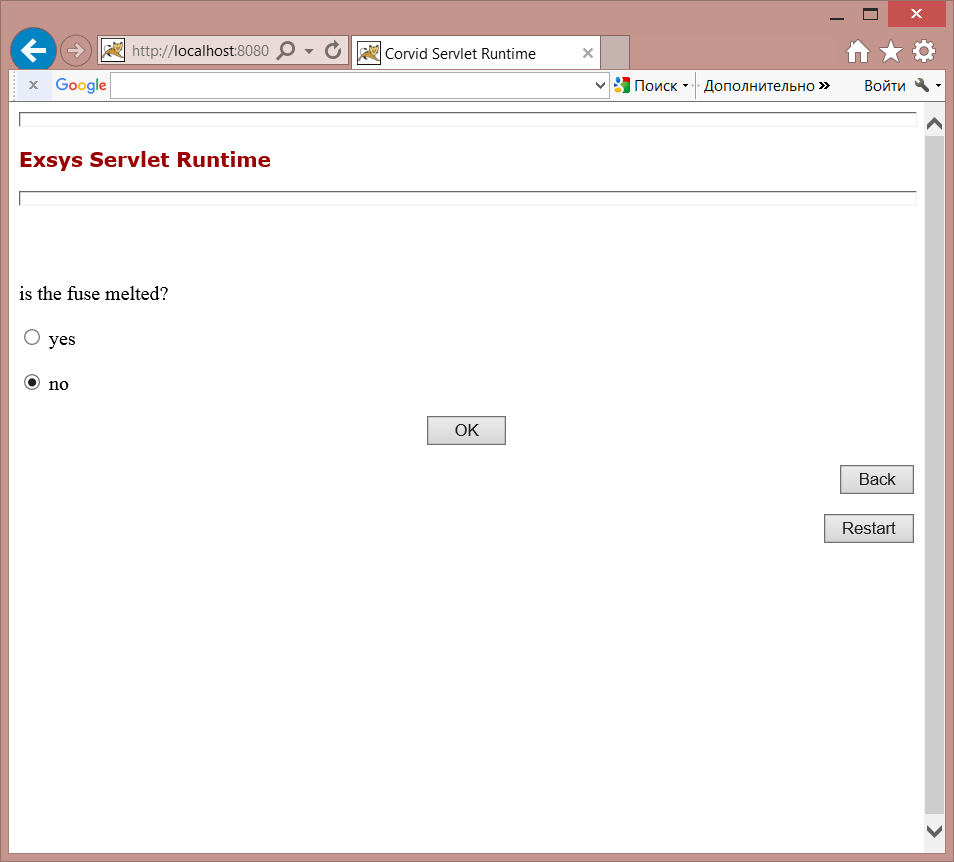 http://localhost:8080
Corvid Servlet Runtime
x Google Поиск Дополнительно » Войти
Exsys Servlet Runtime
is the fuse melted?
yes
no
OK
Back
Restart